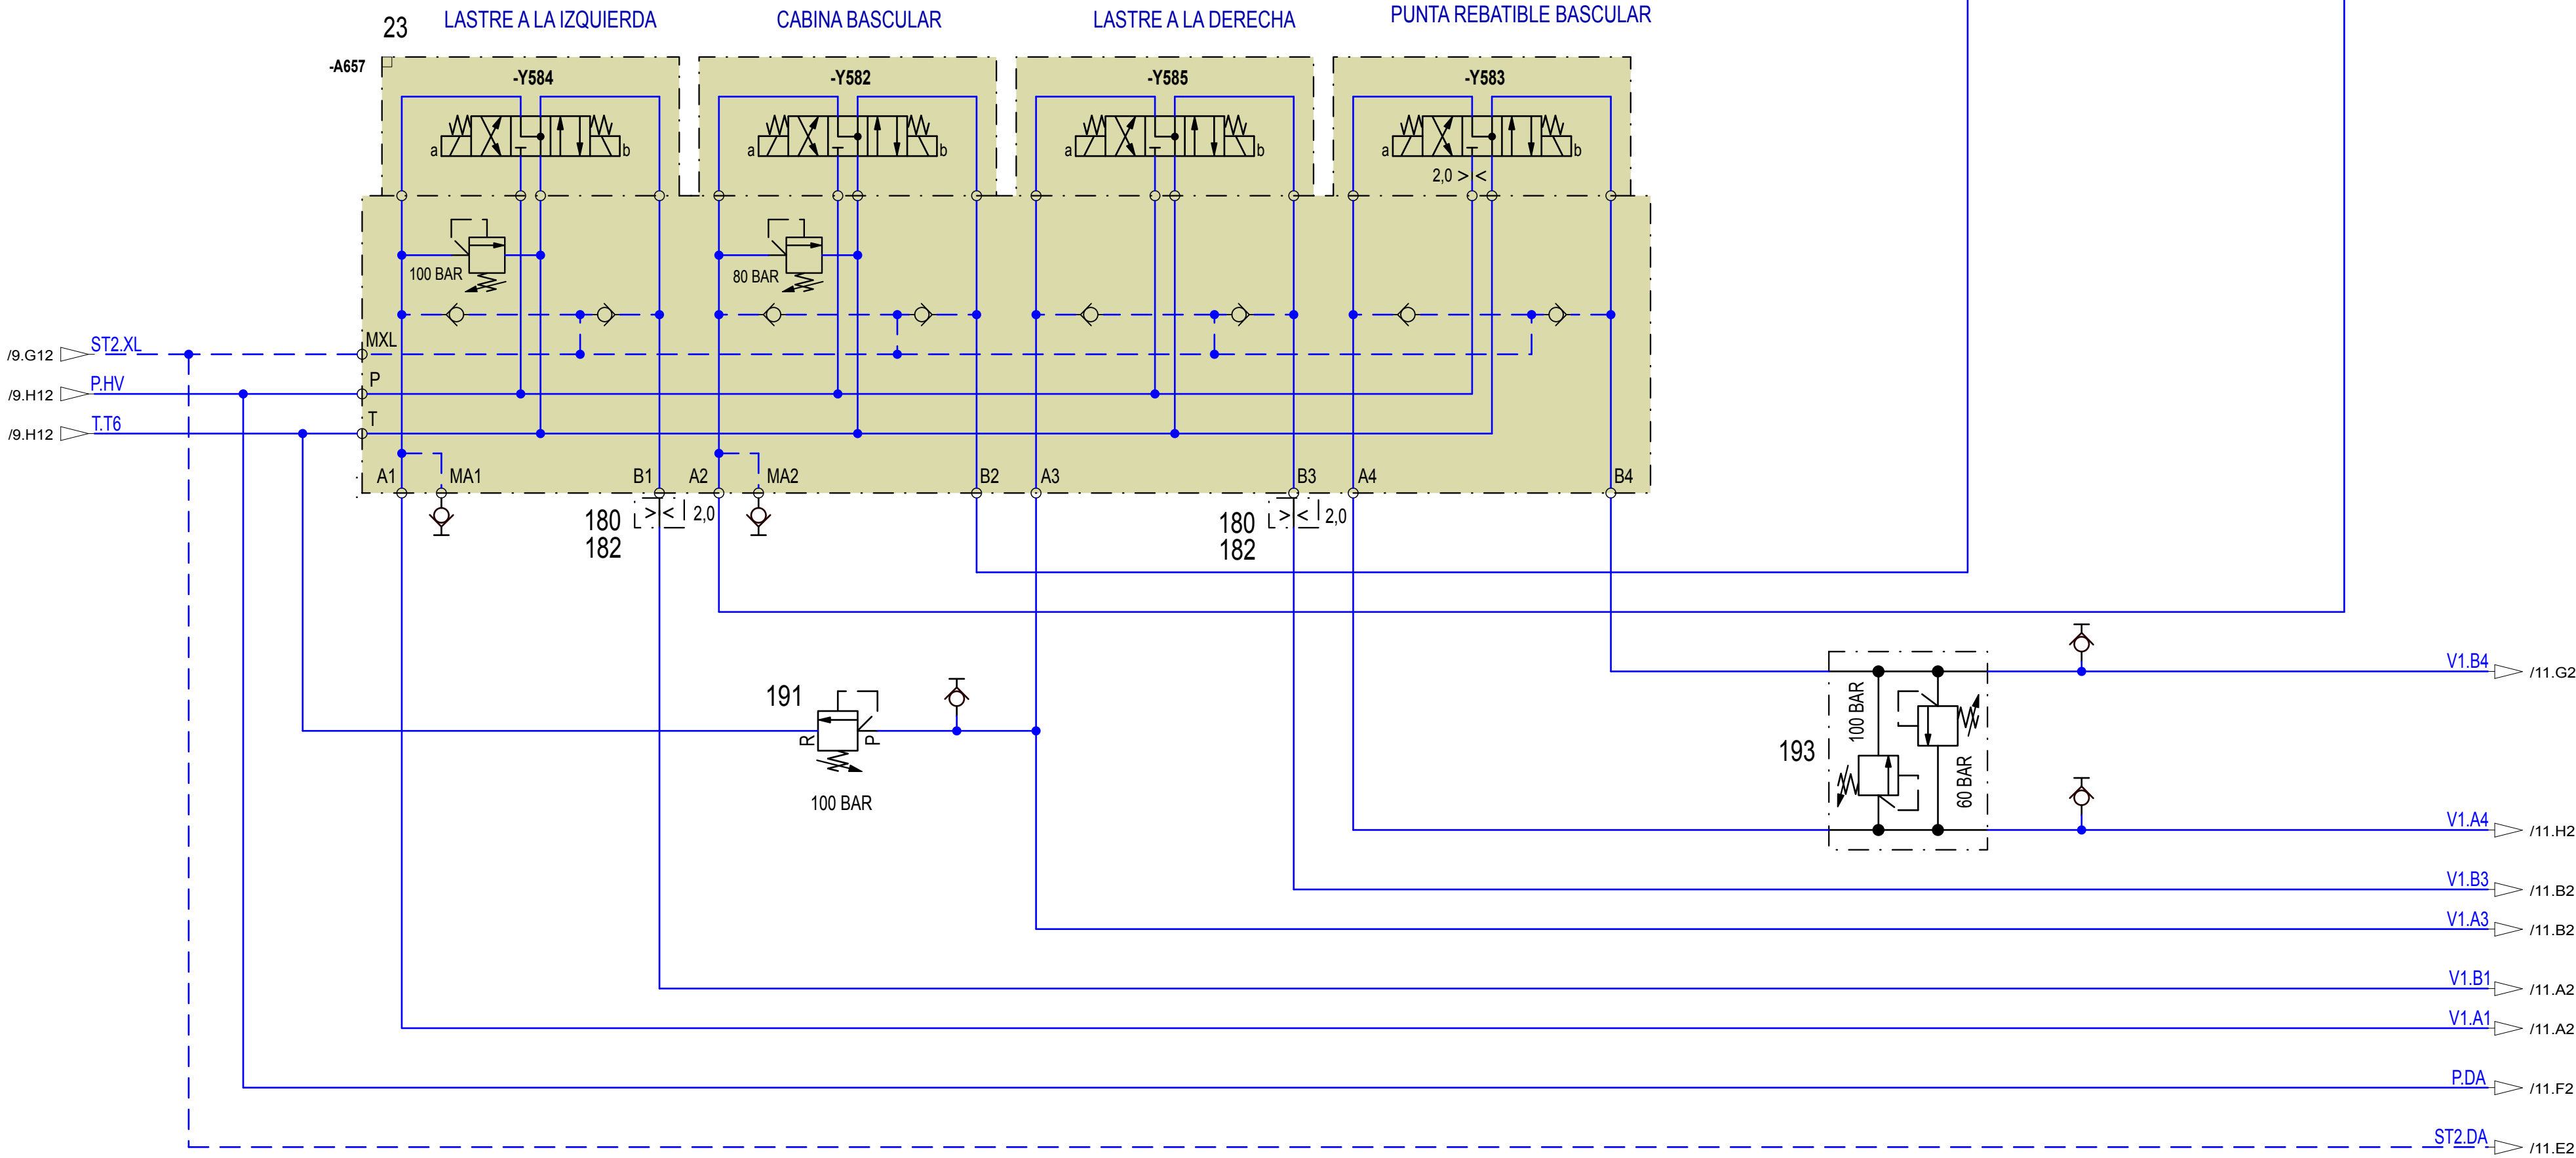 23
LASTRE A LA IZQUIERDA
CABINA BASCULAR
LASTRE A LA DERECHA
PUNTA REBATIBLE BASCULAR
-A657
-Y584
-Y582
-Y585
-Y583
a b
a b
a b
a b
2,0 > <
100 BAR
80 BAR
/9.G12 ST2.XL
MXL
/9.H12 P.HV
P
/9.H12 T.T6
T
A1 MA1 B1 A2 MA2 B2 A3 B3 A4 B4
180 > < 2,0
182
180 > < 2,0
182
191
R P
100 BAR
193
100 BAR
60 BAR
V1.B4 /11.G2
V1.A4 /11.H2
V1.B3 /11.B2
V1.A3 /11.B2
V1.B1 /11.A2
V1.A1 /11.A2
P.DA /11.F2
ST2.DA /11.E2